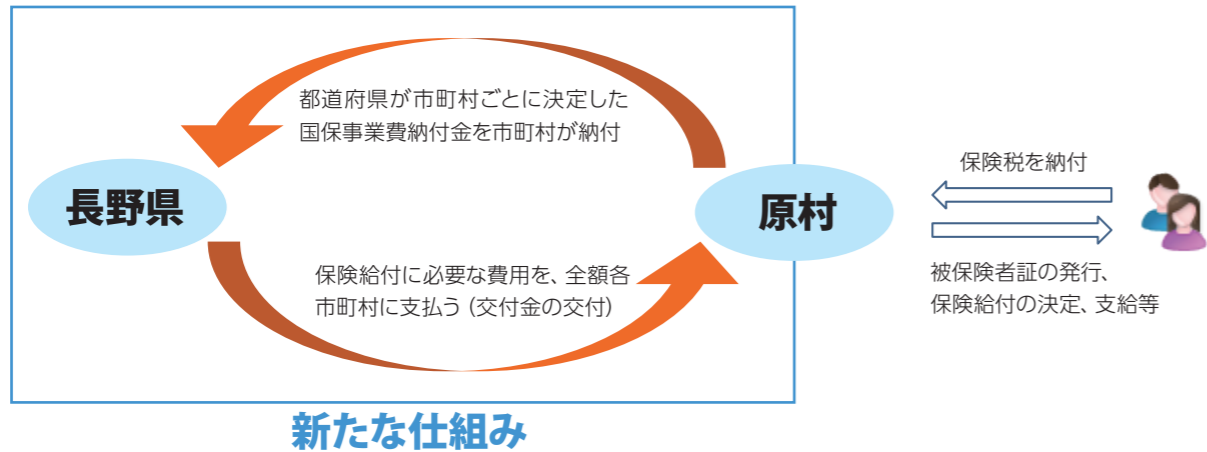 都道府県が市町村ごとに決定した
国保事業費納付金を市町村が納付
長野県
原村
保険給付に必要な費用を、全額各
市町村に支払う（交付金の交付）
保険税を納付
被保険者証の発行、
保険給付の決定、支給等
新たな仕組み